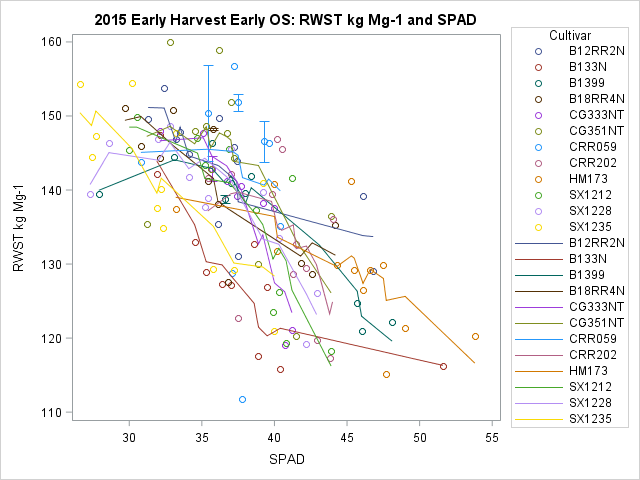 2015 Early Harvest Early OS: RWST kg Mg-1 and SPAD
Cultivar
B12RR2N
B133N
B1399
B18RR4N
CG333NT
CG351NT
CRR059
CRR202
HM173
SX1212
SX1228
SX1235
B12RR2N
B133N
B1399
B18RR4N
CG333NT
CG351NT
CRR059
CRR202
HM173
SX1212
SX1228
SX1235
RWST kg Mg-1
160
150
140
130
120
110
30 35 40 45 50 55
SPAD